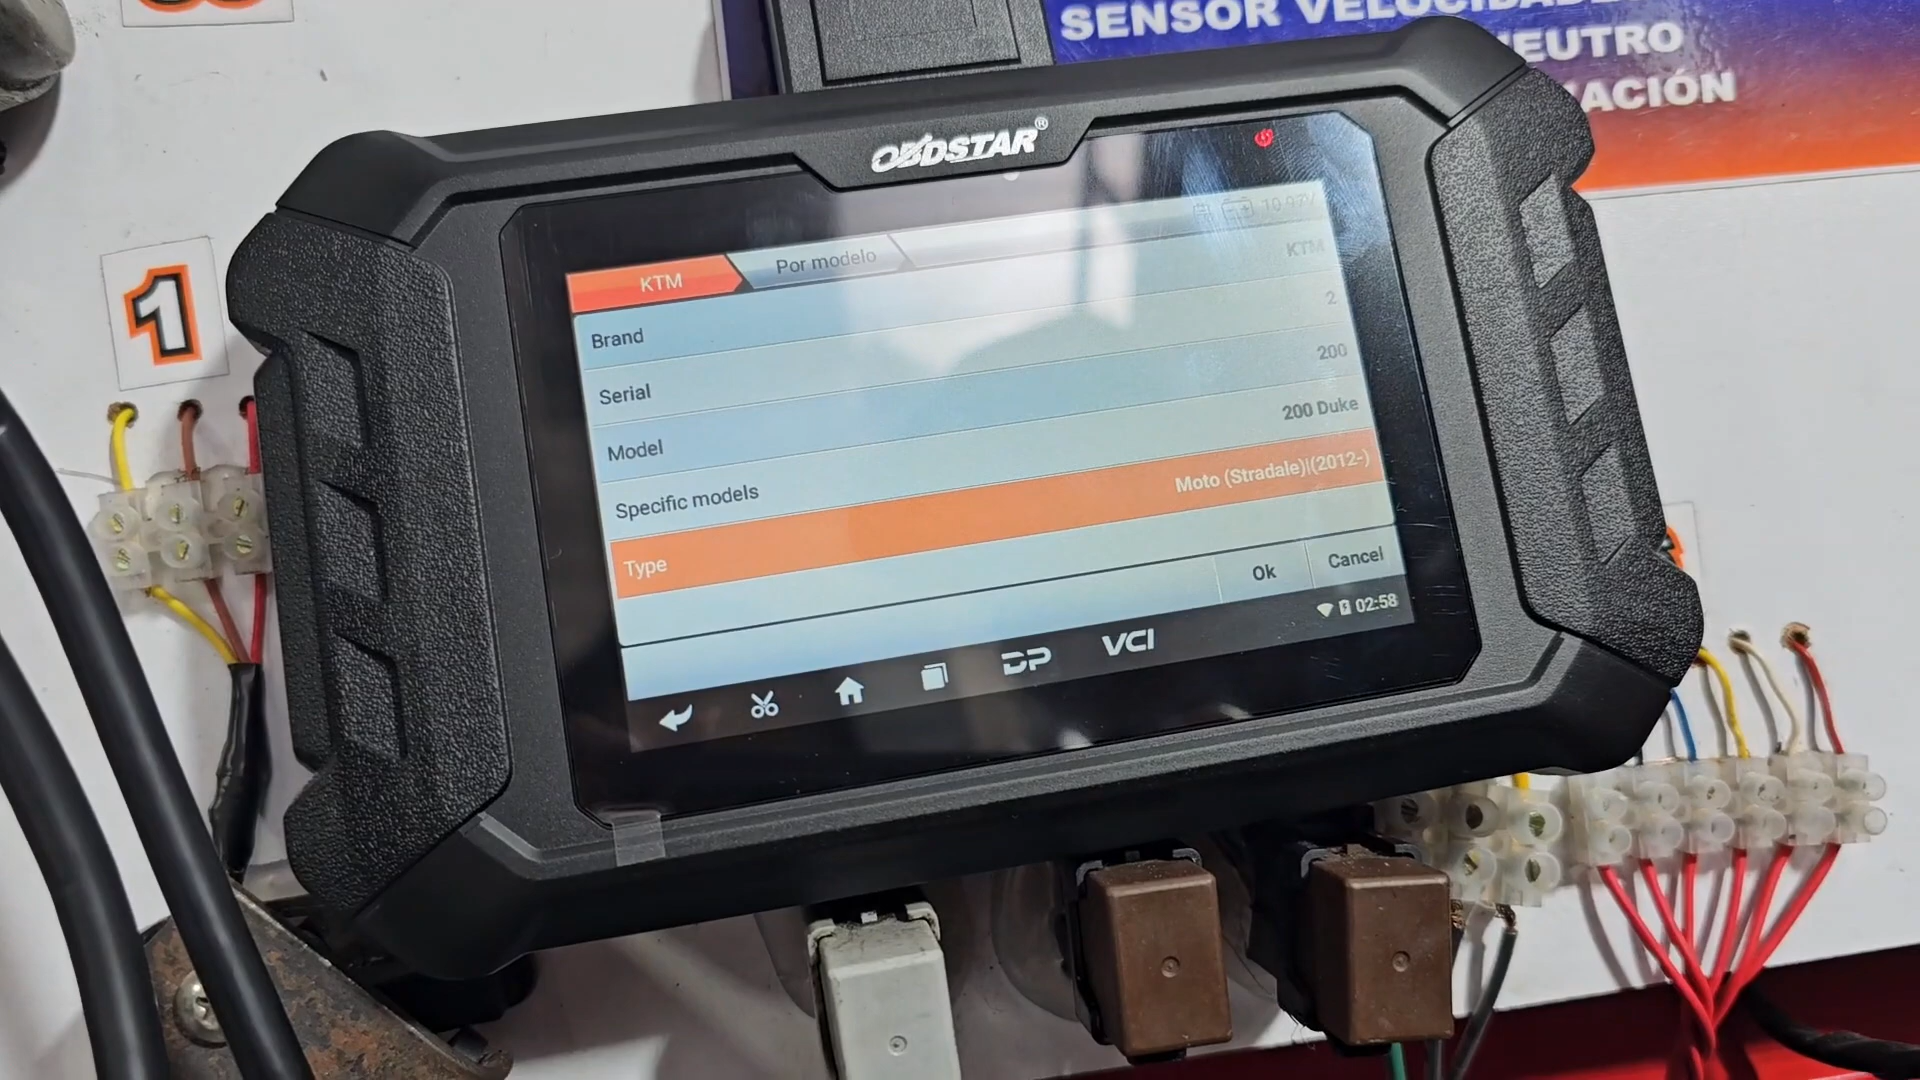 SENSOR VELOCIDAD
NEUTRO
OBDSTAR®
KTM
Por modelo
Brand
KTM
Serial
2
Model
200
Specific models
200 Duke
Type
Moto (Stradale)|(2012-)
Ok
Cancel
DP
VCI
02:58
1